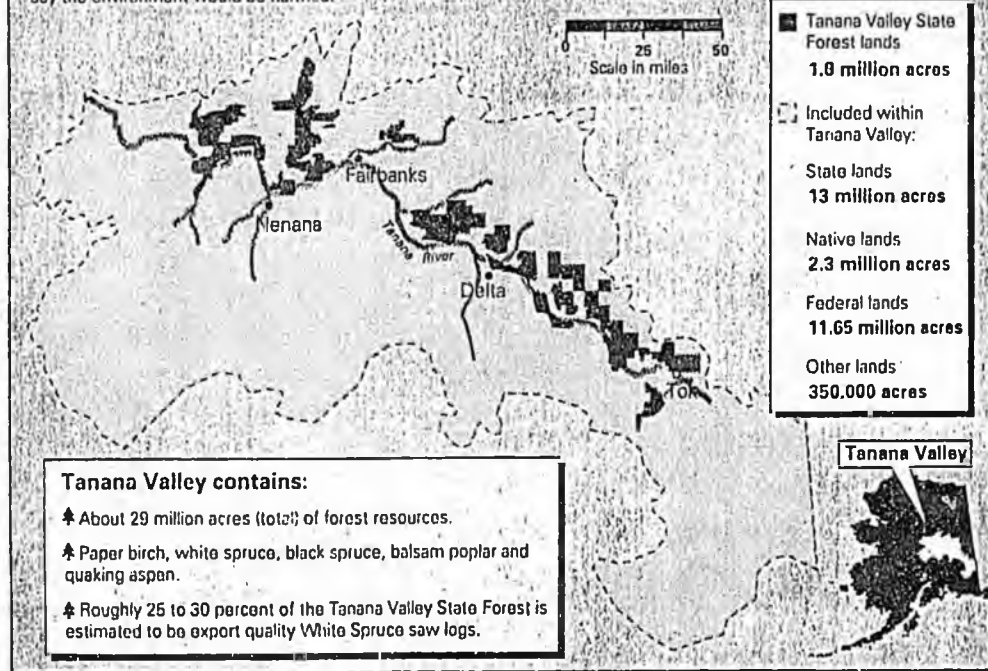 0 25 50
Scale in miles
Tanana Valley State
Forest lands
1.8 million acres
Included within
Tanana Valley:
State lands
13 million acres
Native lands
2.3 million acres
Federal lands
11.65 million acres
Other lands
350,000 acres
Fairbanks
Nenana
Tanana River
Delta
Tok
Tanana Valley
Tanana Valley contains:
About 29 million acres (total) of forest resources.
Paper birch, white spruce, black spruce, balsam poplar and
quaking aspen.
Roughly 25 to 30 percent of the Tanana Valley State Forest is
estimated to be export quality White Spruce saw logs.